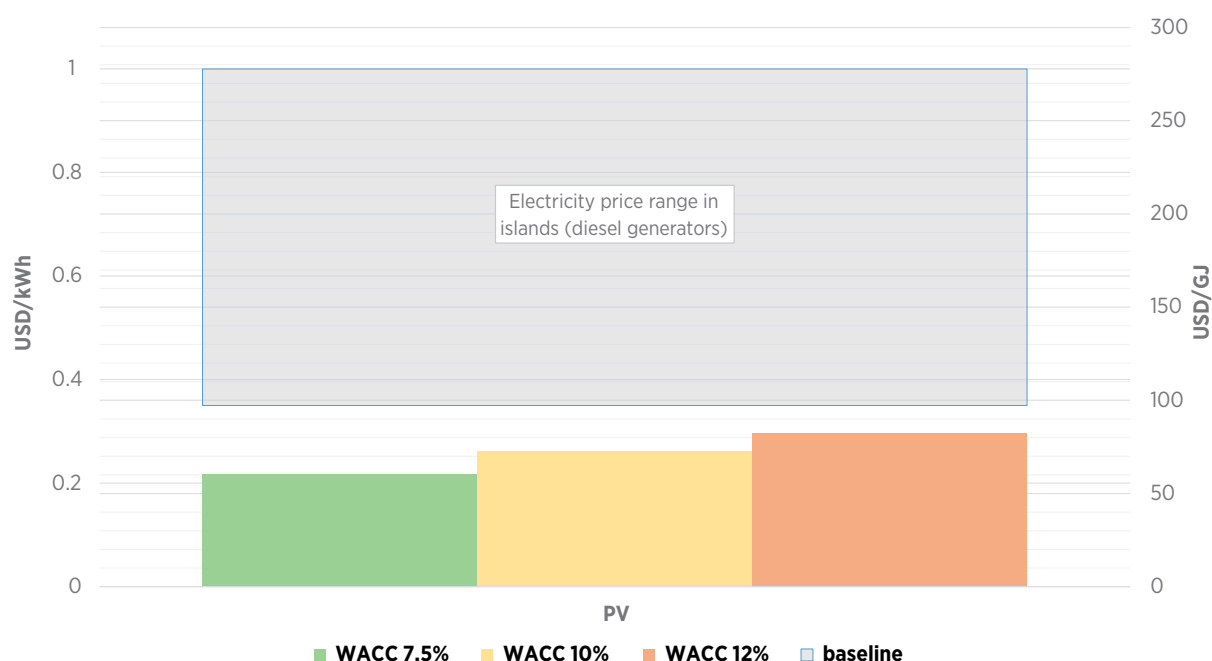 300
1
250
0.8
Electricity price range in
islands (diesel generators)
200
0.6
USD/kWh
150
USD/GJ
0.4
100
0.2
50
0
0
PV
WACC 7.5% WACC 10% WACC 12% baseline